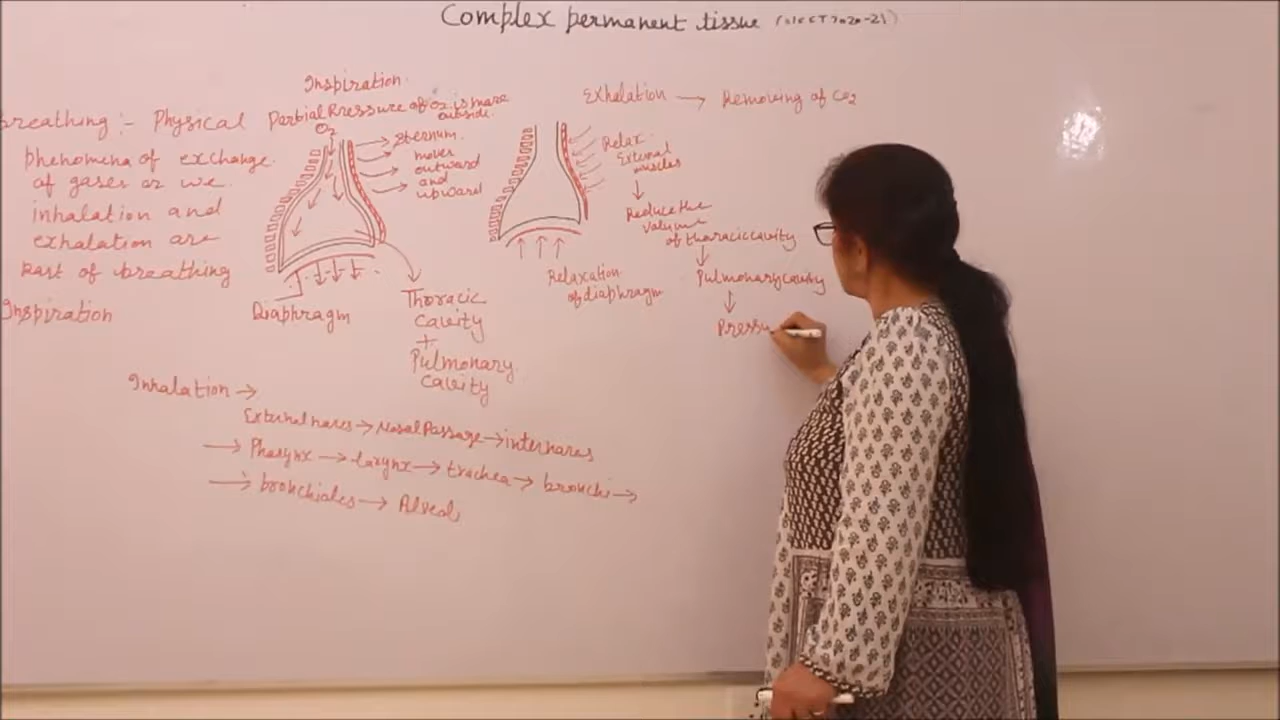 Complex permanent tissue
Inspiration
Partial Pressure of O2 is more
outside.
breathing :- Physical
phenomena of exchange
of gases or we
inhalation and
exhalation are
part of breathing
Inspiration
O2
Sternum.
moves
outward
and
upward
Diaphragm
Thoracic
cavity
+
Pulmonary
cavity
Exhalation → Removing of CO2
Relax
External
muscles
↓
Reduce the
of thoracic cavity
↓
Pulmonary cavity
↓
Pressu
Relaxation
of diaphragm
Inhalation →
External nares → Nasal Passage → internares
→ Pharynx → larynx → trachea → bronchi →
→ bronchioles → Alveoli